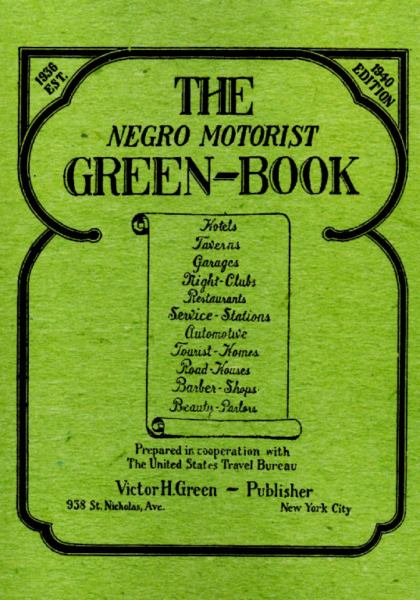 1936
EST.
1940
EDITION
THE
NEGRO MOTORIST
GREEN-BOOK
Hotels
Taverns
Garages
Night-Clubs
Restaurants
Service-Stations
Automotive
Tourist-Homes
Road-Houses
Barber-Shops
Beauty-Parlors
Prepared in cooperation with
The United States Travel Bureau
Victor H. Green — Publisher
938 St. Nicholas, Ave. New York City